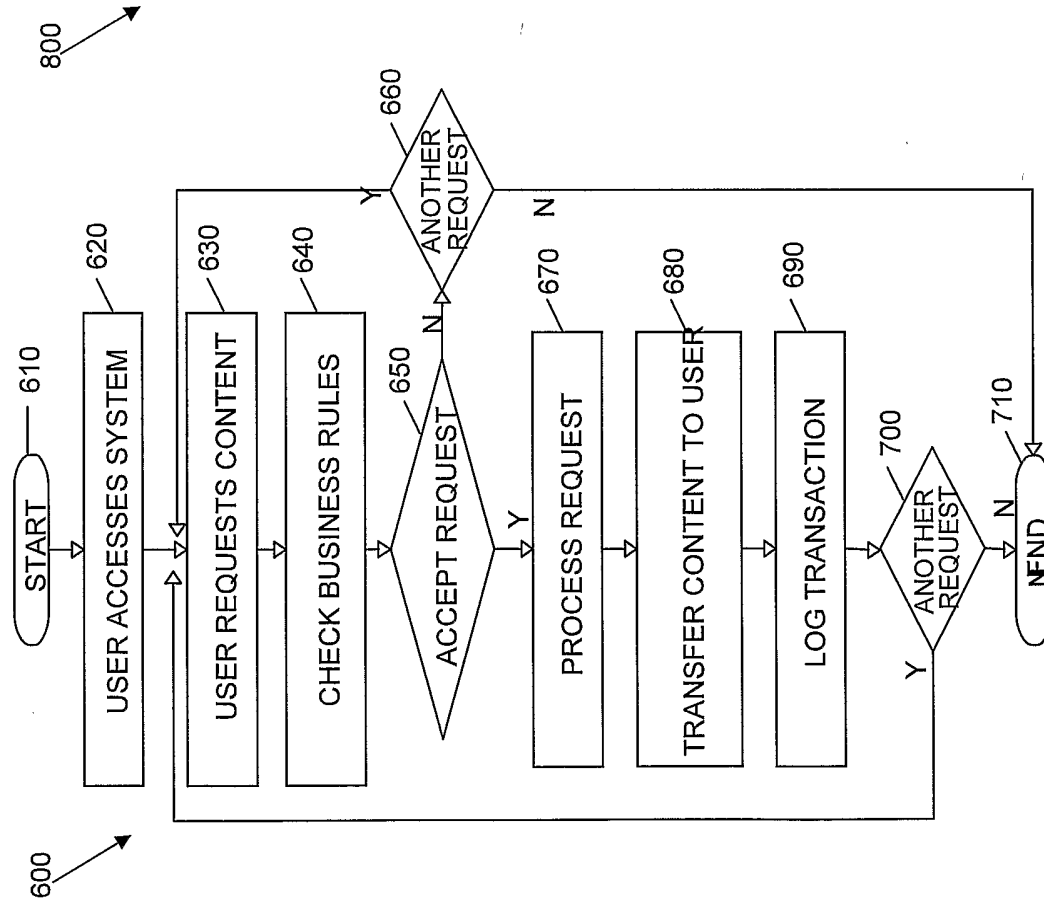 600
800
START
610
USER ACCESSES SYSTEM
620
USER REQUESTS CONTENT
630
CHECK BUSINESS RULES
640
ACCEPT REQUEST
650
N
Y
ANOTHER
REQUEST
660
Y
N
PROCESS REQUEST
670
TRANSFER CONTENT TO USER
680
LOG TRANSACTION
690
ANOTHER
REQUEST
700
Y
N
END
710